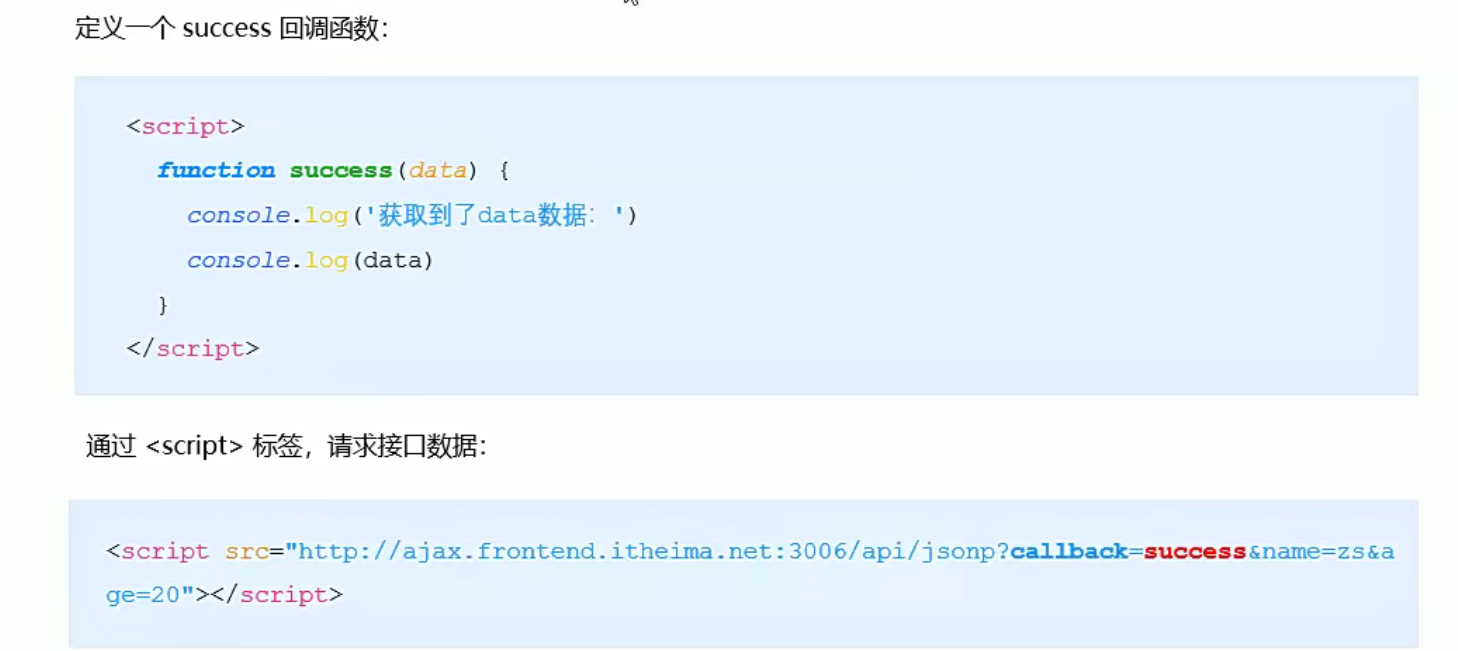 定义一个 success 回调函数：
<script>
function success(data) {
console.log('获取到了data数据：')
console.log(data)
}
</script>
通过 <script> 标签，请求接口数据：
<script src="http://ajax.frontend.itheima.net:3006/api/jsonp?callback=success&name=zs&a
ge=20"></script>